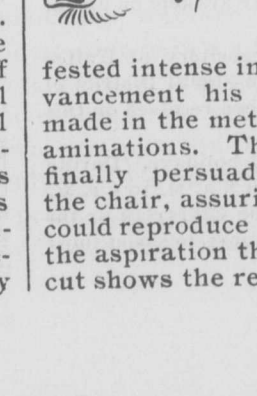 .
e
f
l
l
-
s
s
-
-
y
fested intense in
vancement his
made in the met
aminations. Th
finally persuad
the chair, assuri
could reproduce
the aspiration th
cut shows the re